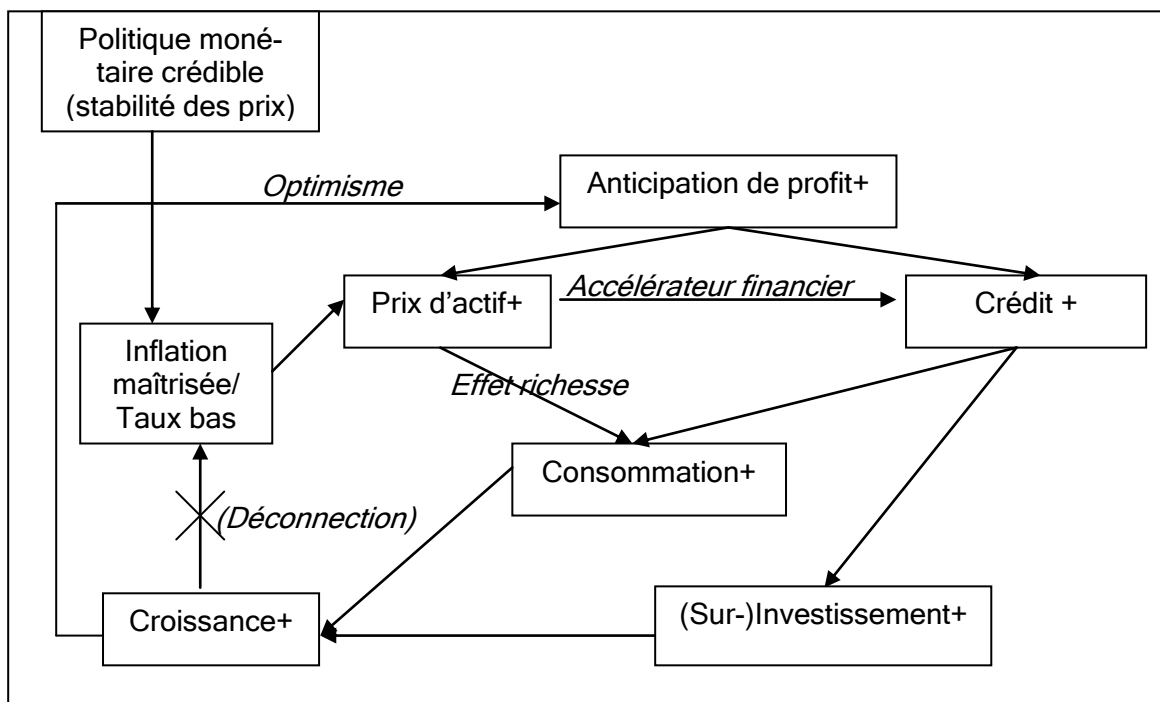 Politique moné-
taire crédible
(stabilité des prix)
Optimisme
Anticipation de profit+
Prix d'actif+
Accélérateur financier
Crédit +
Inflation
maîtrisée/
Taux bas
Effet richesse
Consommation+
(Déconnection)
Croissance+
(Sur-)Investissement+